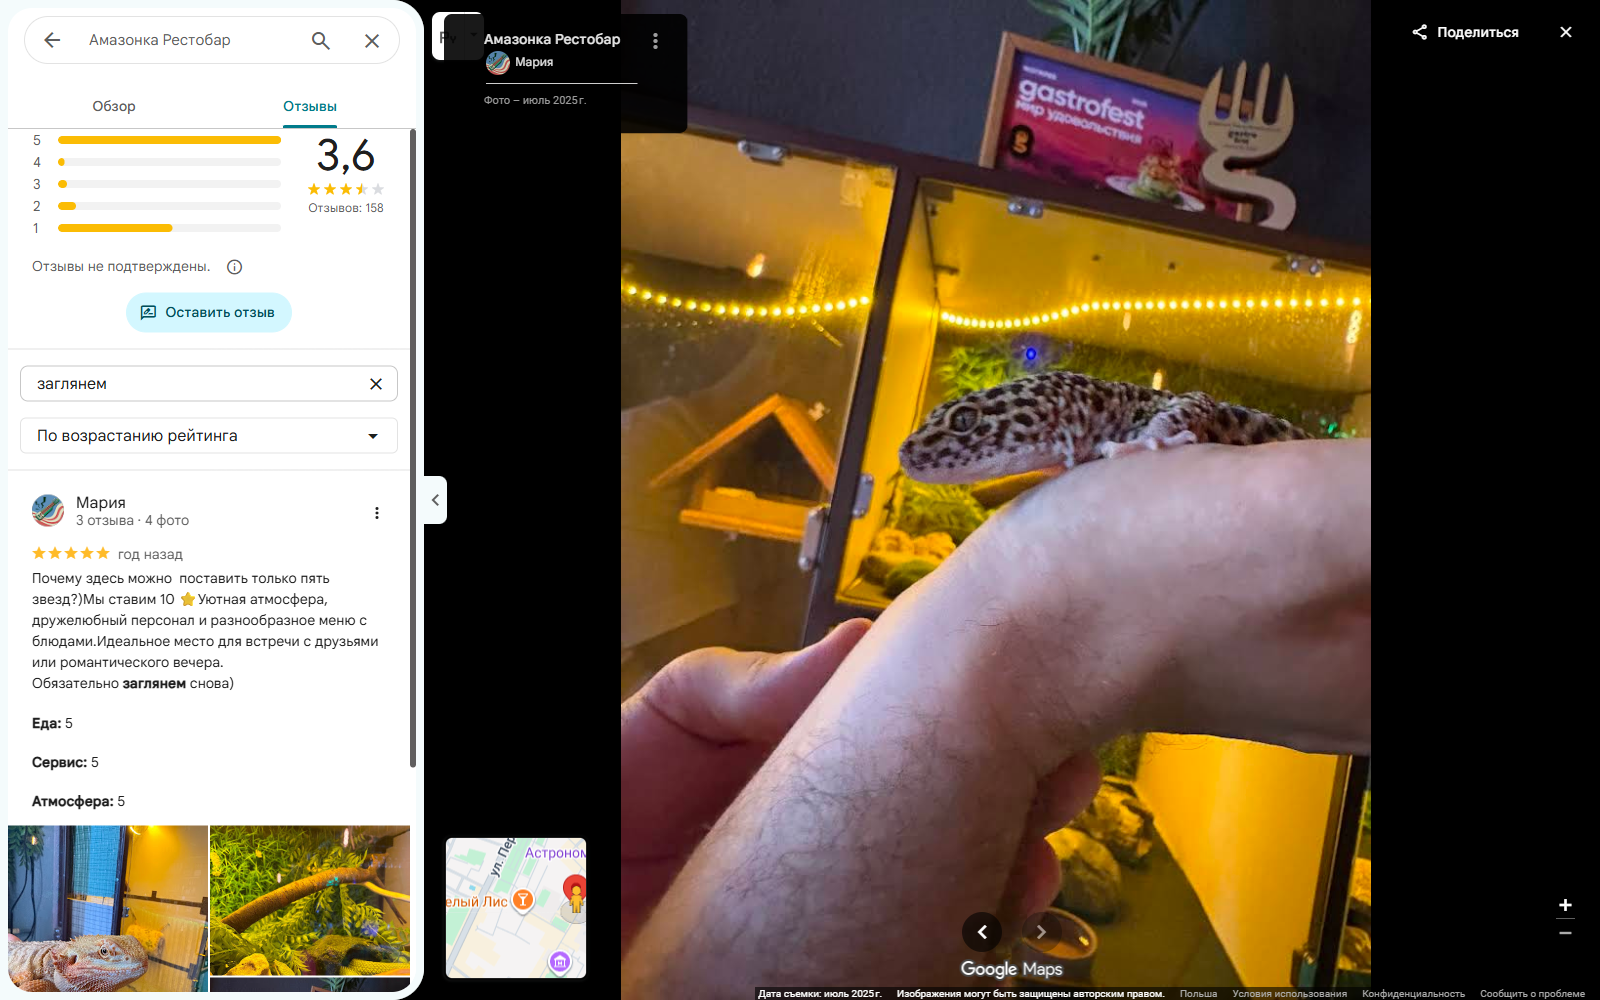 Амазонка Рестобар
Обзор
Отзывы
5
4
3
2
1
3,6
Отзывов: 158
Отзывы не подтверждены.
Оставить отзыв
заглянем
По возрастанию рейтинга
Мария
3 отзыва · 4 фото
год назад
Почему здесь можно поставить только пять
звезд?)Мы ставим 10 ⭐ Уютная атмосфера,
дружелюбный персонал и разнообразное меню с
блюдами.Идеальное место для встречи с друзьями
или романтического вечера.
Обязательно заглянем снова)
Еда: 5
Сервис: 5
Атмосфера: 5
Амазонка Рестобар
Мария
Фото – июль 2025 г.
Поделиться
gastrofest
мир удовольствия
ул. Пер
Астроном
елый Лис
Google Maps
Дата съемки: июль 2025 г.
Изображения могут быть защищены авторским правом.
Польша
Условия использования
Конфиденциальность
Сообщить о проблеме